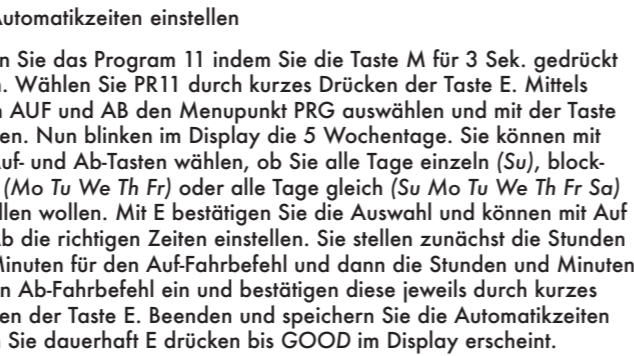 Automatikzeiten einstellen
n Sie das Program 11 indem Sie die Taste M für 3 Sek. gedrückt
n. Wählen Sie PR11 durch kurzes Drücken der Taste E. Mittels
n AUF und AB den Menupunkt PRG auswählen und mit der Taste
en. Nun blinken im Display die 5 Wochentage. Sie können mit
uf- und Ab-Tasten wählen, ob Sie alle Tage einzeln (Su), block-
(Mo Tu We Th Fr) oder alle Tage gleich (Su Mo Tu We Th Fr Sa)
llen wollen. Mit E bestätigen Sie die Auswahl und können mit Auf
b die richtigen Zeiten einstellen. Sie stellen zunächst die Stunden
Minuten für den Auf-Fahrbefehl und dann die Stunden und Minuten
n Ab-Fahrbefehl ein und bestätigen diese jeweils durch kurzes
en der Taste E. Beenden und speichern Sie die Automatikzeiten
Sie dauerhaft E drücken bis GOOD im Display erscheint.